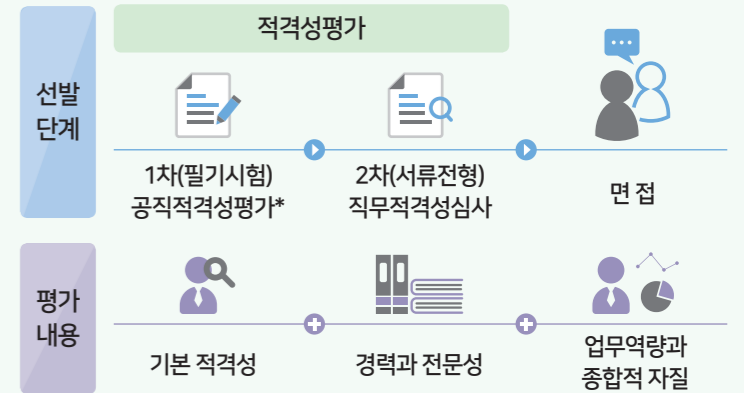 적격성평가
선발
단계
1차(필기시험)
공직적격성평가*
2차(서류전형)
직무적격성심사
면 접
평가
내용
기본 적격성
경력과 전문성
업무역량과
종합적 자질